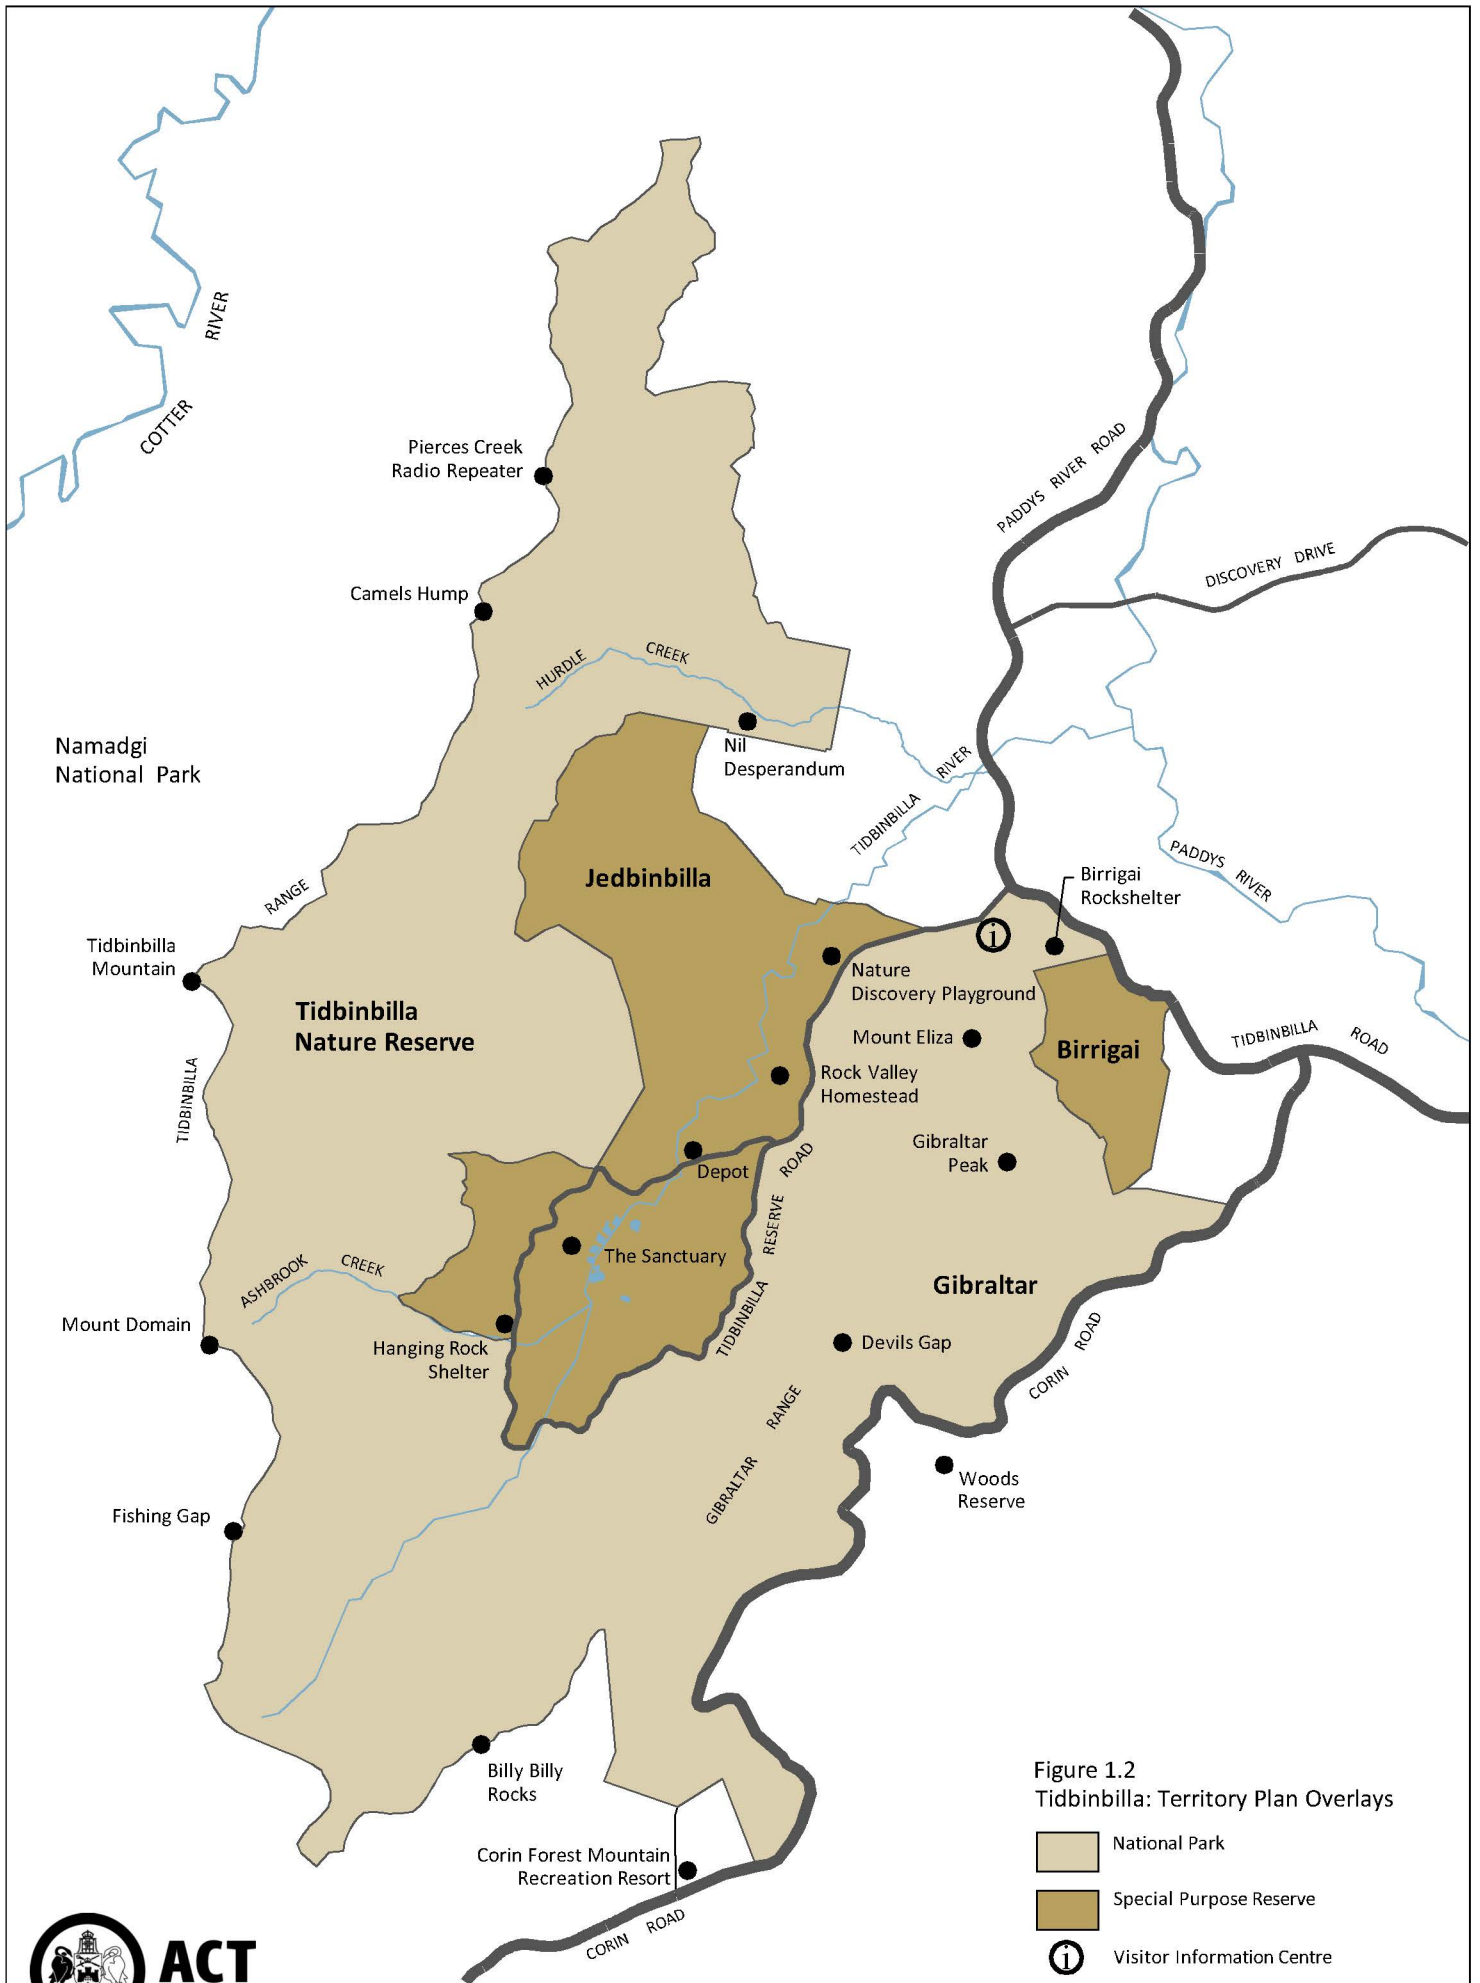 RIVER
COTTER
Pierces Creek
Radio Repeater
PADDYS RIVER ROAD
DISCOVERY DRIVE
Camels Hump
HURDLE CREEK
Namadgi
National Park
Nil
Desperandum
TIDBINBILLA RIVER
PADDYS RIVER
Jedbinbilla
Birrigai
Rockshelter
RANGE
Tidbinbilla
Mountain
i
Nature
Discovery Playground
Tidbinbilla
Nature Reserve
Mount Eliza
Birrigai
TIDBINBILLA ROAD
TIDBINBILLA
Rock Valley
Homestead
Gibraltar
Peak
Depot
ROAD
RESERVE
TIDBINBILLA
The Sanctuary
ASHBROOK CREEK
Gibraltar
Mount Domain
Hanging Rock
Shelter
Devils Gap
CORIN ROAD
GIBRALTAR RANGE
Woods
Reserve
Fishing Gap
Billy Billy
Rocks
Corin Forest Mountain
Recreation Resort
CORIN ROAD
Figure 1.2
Tidbinbilla: Territory Plan Overlays
National Park
Special Purpose Reserve
i
Visitor Information Centre
ACT